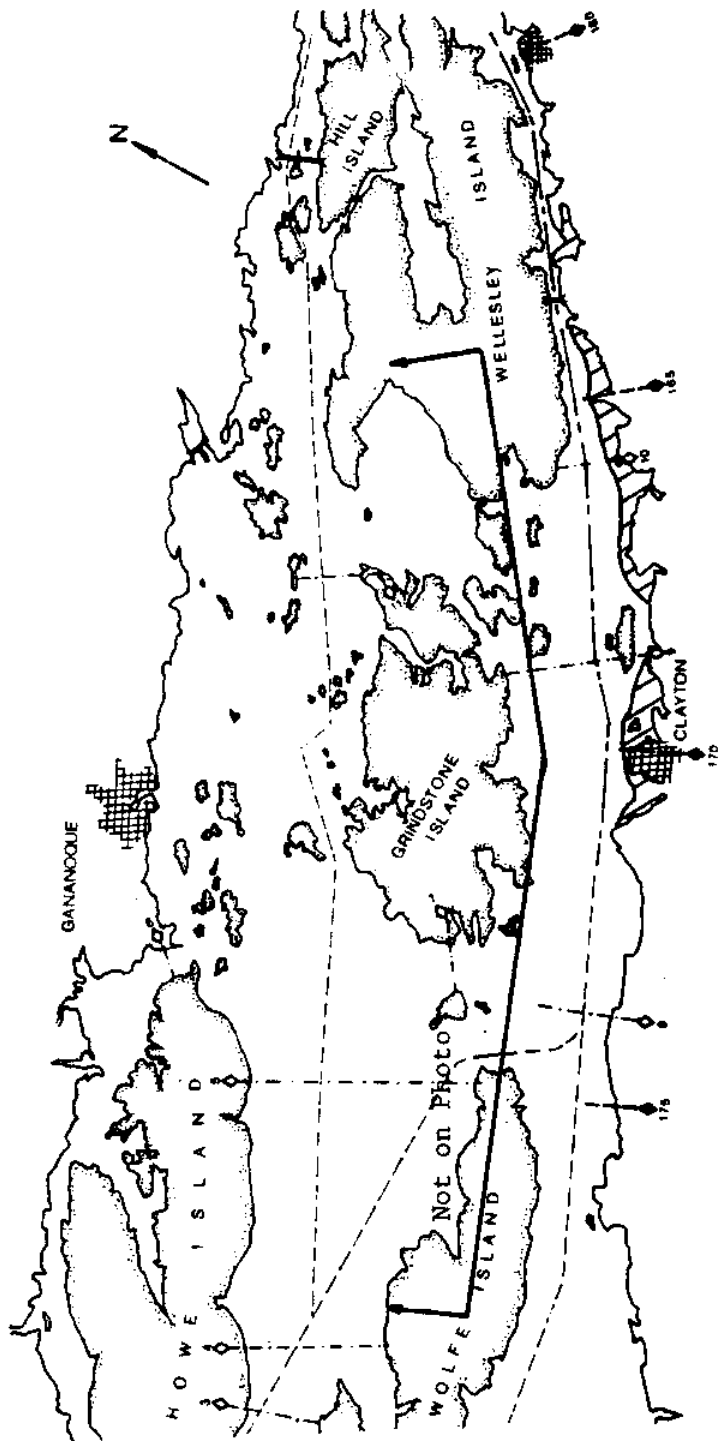 N
HILL
ISLAND
WELLESLEY ISLAND
GANANOQUE
GRINDSTONE
ISLAND
HOWE ISLAND
WOLFE ISLAND
Not on Photo
CLAYTON
180
165
10
170
175